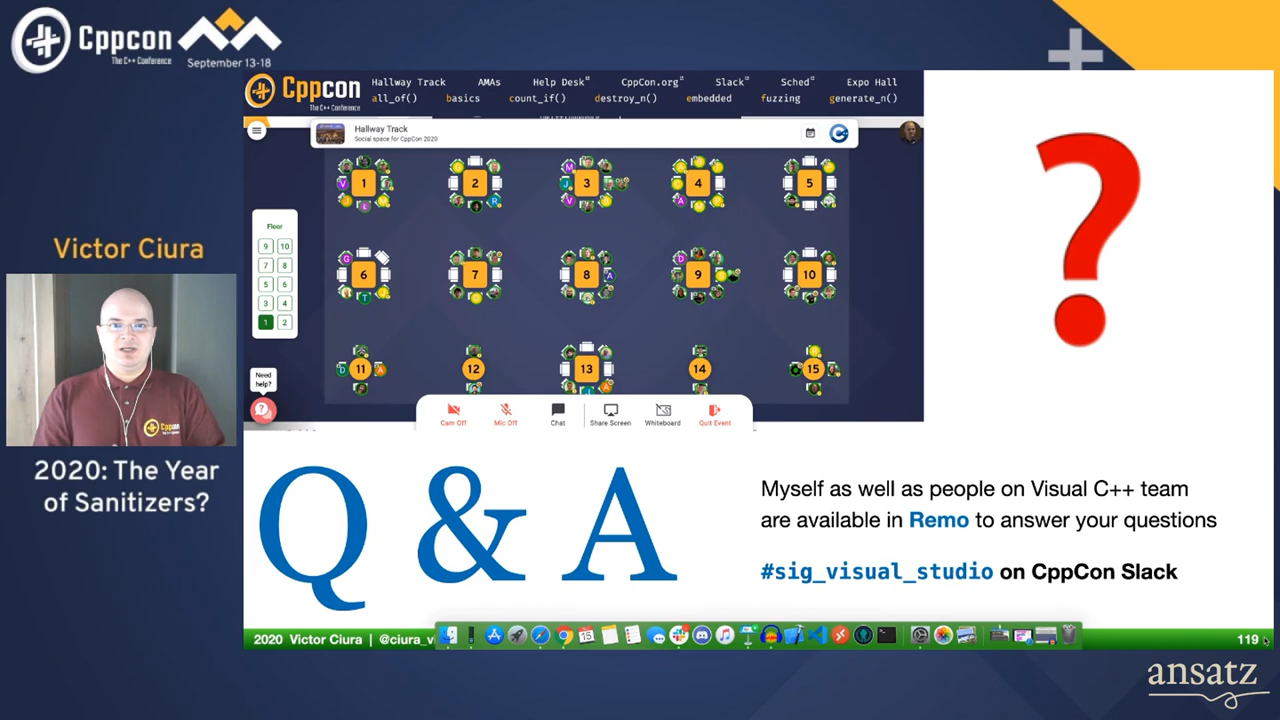 Cppcon
The C++ Conference
September 13-18
Cppcon
The C++ Conference
Hallway Track AMAs Help Desk CppCon.org Slack Sched Expo Hall
all_of() basics count_if() destroy_n() embedded fuzzing generate_n()
Hallway Track
Social space for CppCon 2020
1 2 3 4 5
Floor
9 10
7 8
5 6
3 4
1 2
6 7 8 9 10
11 12 13 14 15
Need
help?
Cam Off Mic Off Chat Share Screen Whiteboard Quit Event
?
Victor Ciura
Cppcon
2020: The Year
of Sanitizers?
Q & A
Myself as well as people on Visual C++ team
are available in Remo to answer your questions
#sig_visual_studio on CppCon Slack
2020 Victor Ciura | @ciura_v
15
119
ansatz